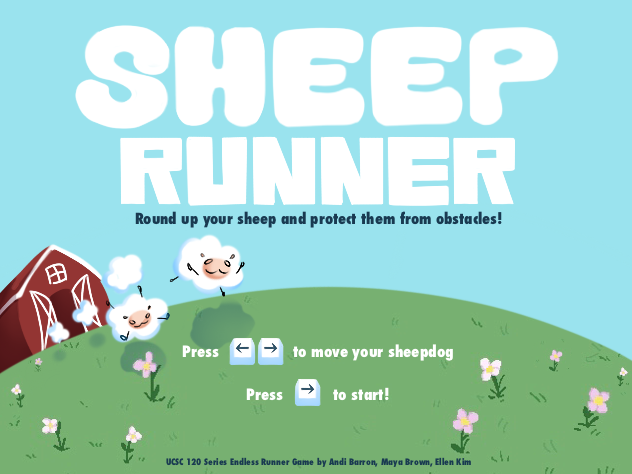 SHEEP
RUNNER
Round up your sheep and protect them from obstacles!
Press ← → to move your sheepdog
Press → to start!
UCSC 120 Series Endless Runner Game by Andi Barron, Maya Brown, Ellen Kim